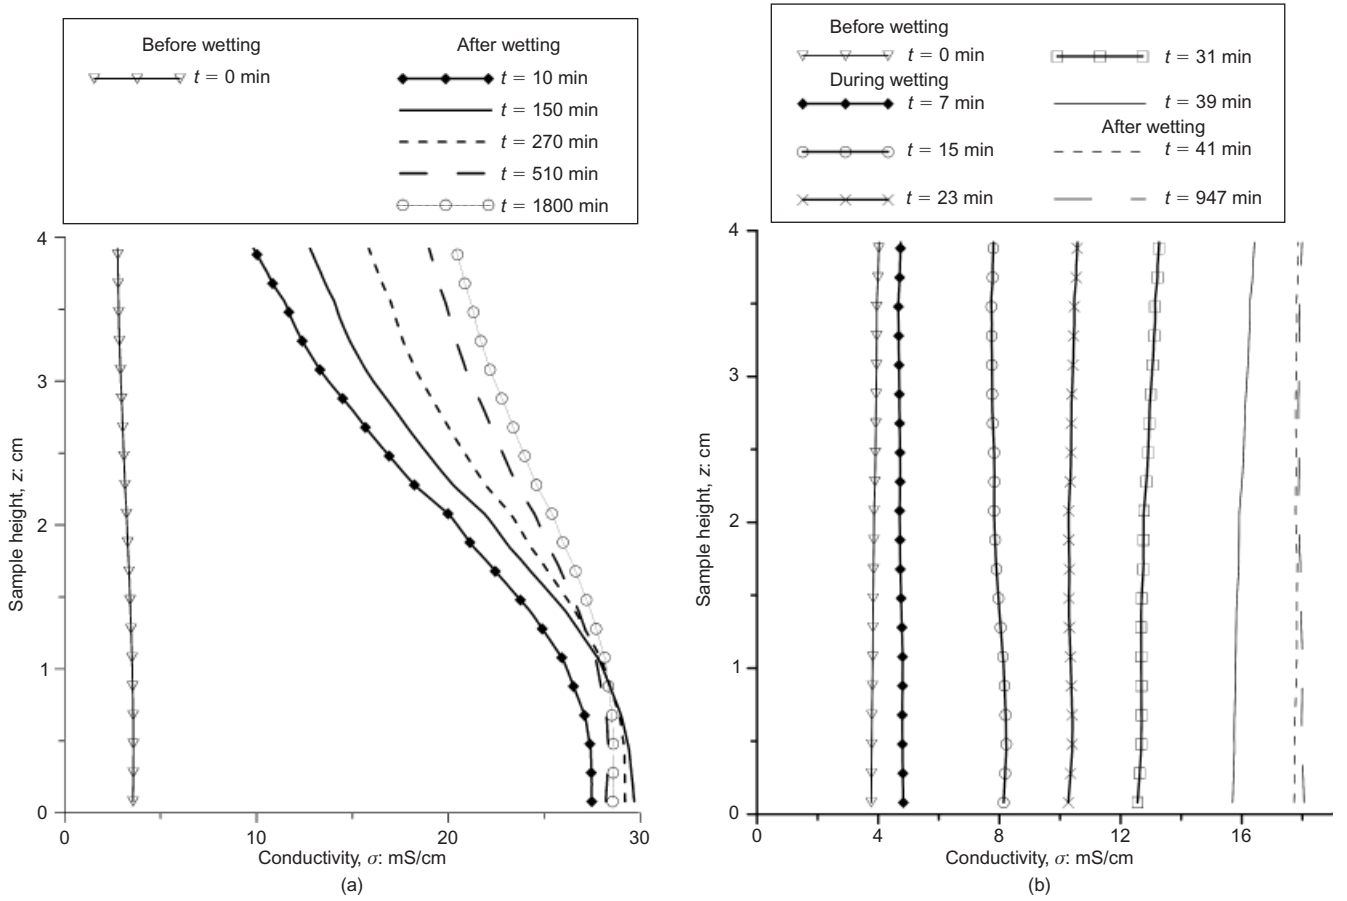 Before wetting
After wetting
t = 0 min
t = 10 min
t = 150 min
t = 270 min
t = 510 min
t = 1800 min
4
3
2
1
0
Sample height, z: cm
0
10
20
30
Conductivity, σ: mS/cm
(a)
Before wetting
t = 0 min
During wetting
t = 7 min
t = 15 min
t = 23 min
t = 31 min
t = 39 min
After wetting
t = 41 min
t = 947 min
4
3
2
1
0
Sample height, z: cm
0
4
8
12
16
Conductivity, σ: mS/cm
(b)